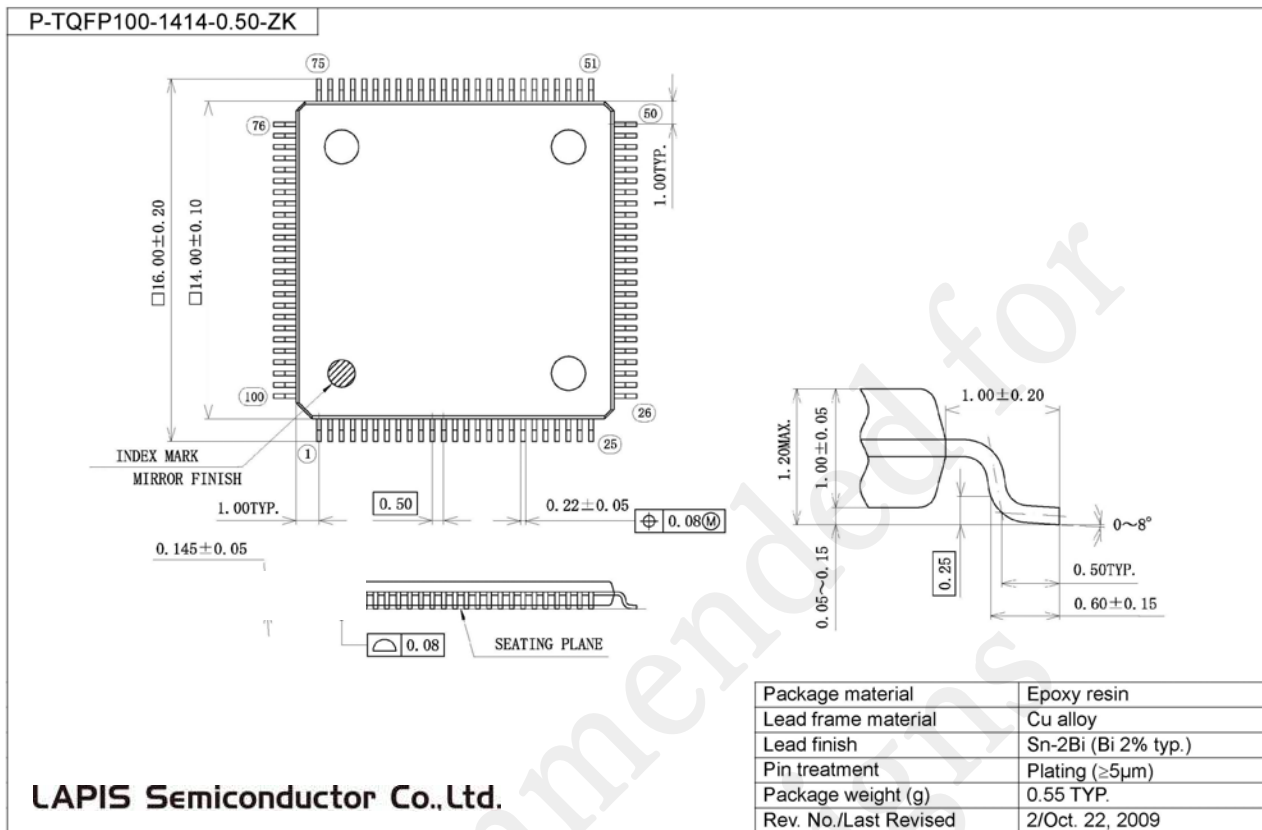 P-TQFP100-1414-0.50-ZK
75
51
76
50
1.00TYP.
□16.00±0.20
□14.00±0.10
100
26
1
25
INDEX MARK
MIRROR FINISH
1.00TYP.
0.50
0.22±0.05
⌖ 0.08Ⓜ
0.145±0.05
0.08
SEATING PLANE
1.20MAX.
1.00±0.05
1.00±0.20
0.05~0.15
0.25
0~8°
0.50TYP.
0.60±0.15
Package material Epoxy resin
Lead frame material Cu alloy
Lead finish Sn-2Bi (Bi 2% typ.)
Pin treatment Plating (≥5μm)
Package weight (g) 0.55 TYP.
Rev. No./Last Revised 2/Oct. 22, 2009
LAPIS Semiconductor Co.,Ltd.
mended for
gns